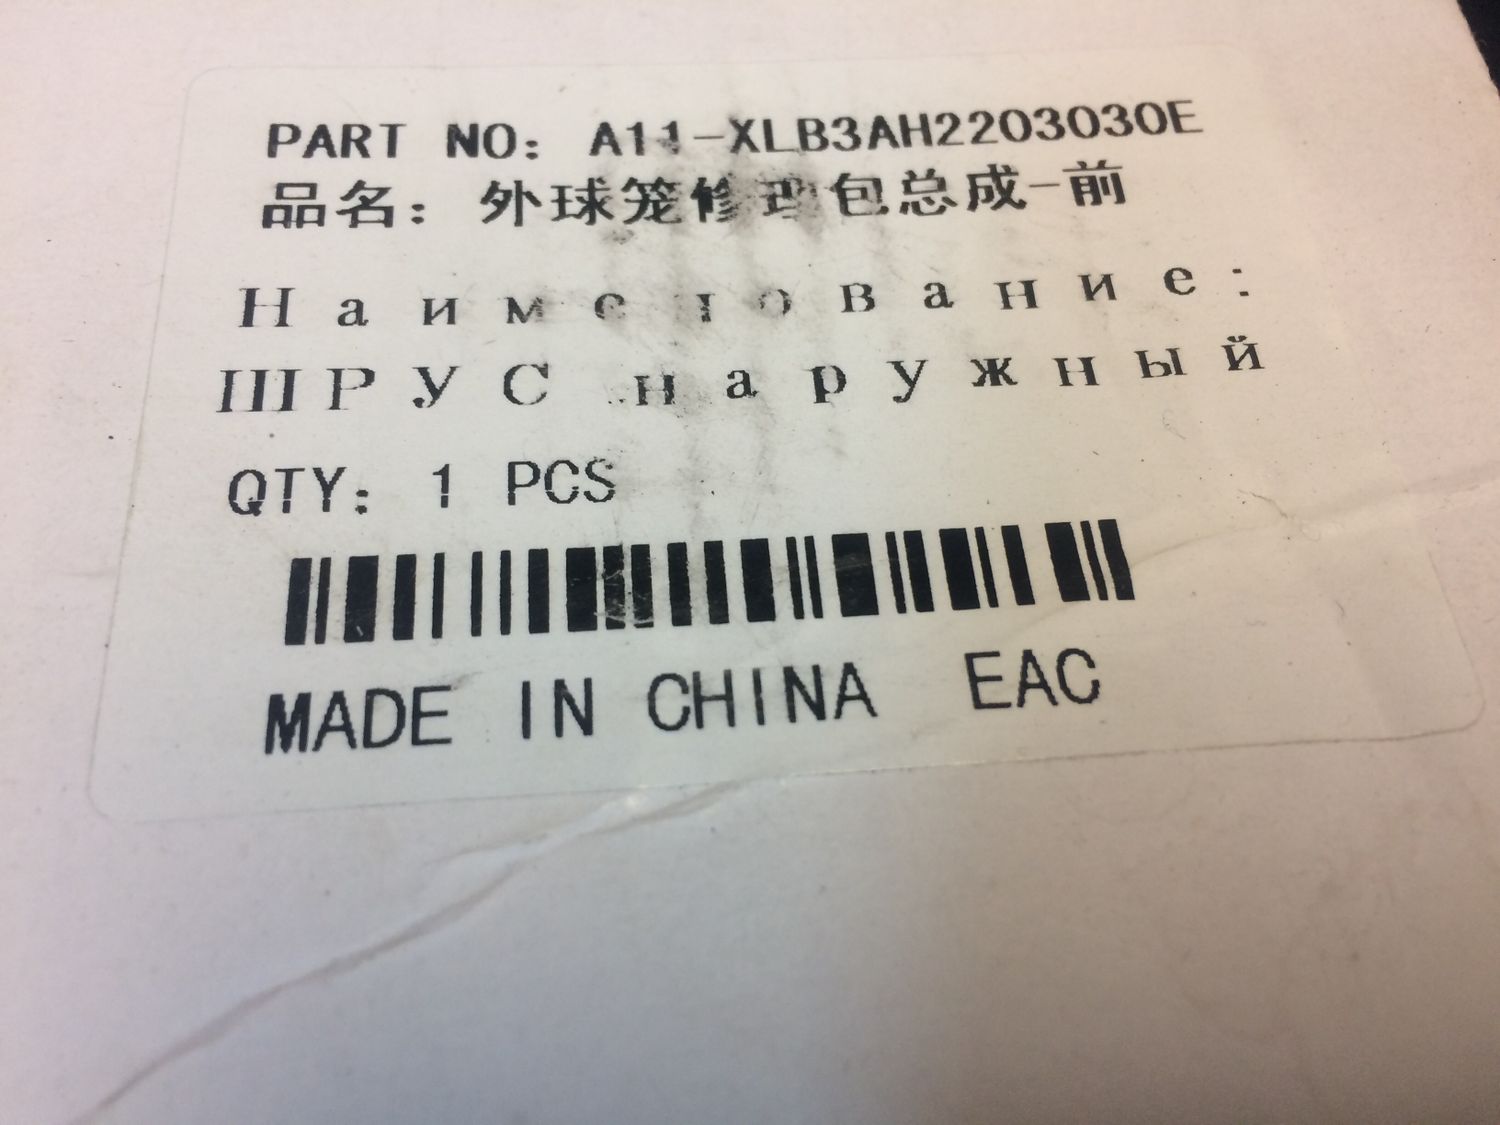 PART NO: A11-XLB3AH2203030E
品名: 外球笼修理包总成-前
Наименование:
ШРУС наружный
QTY: 1 PCS
MADE IN CHINA EAC